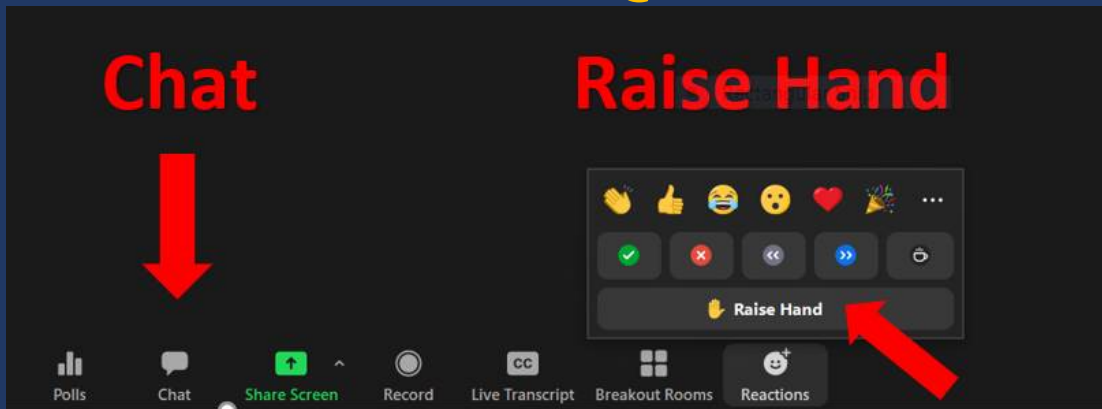 Chat Raise Hand
Raise Hand
Polls Chat Share Screen Record Live Transcript Breakout Rooms Reactions
CC